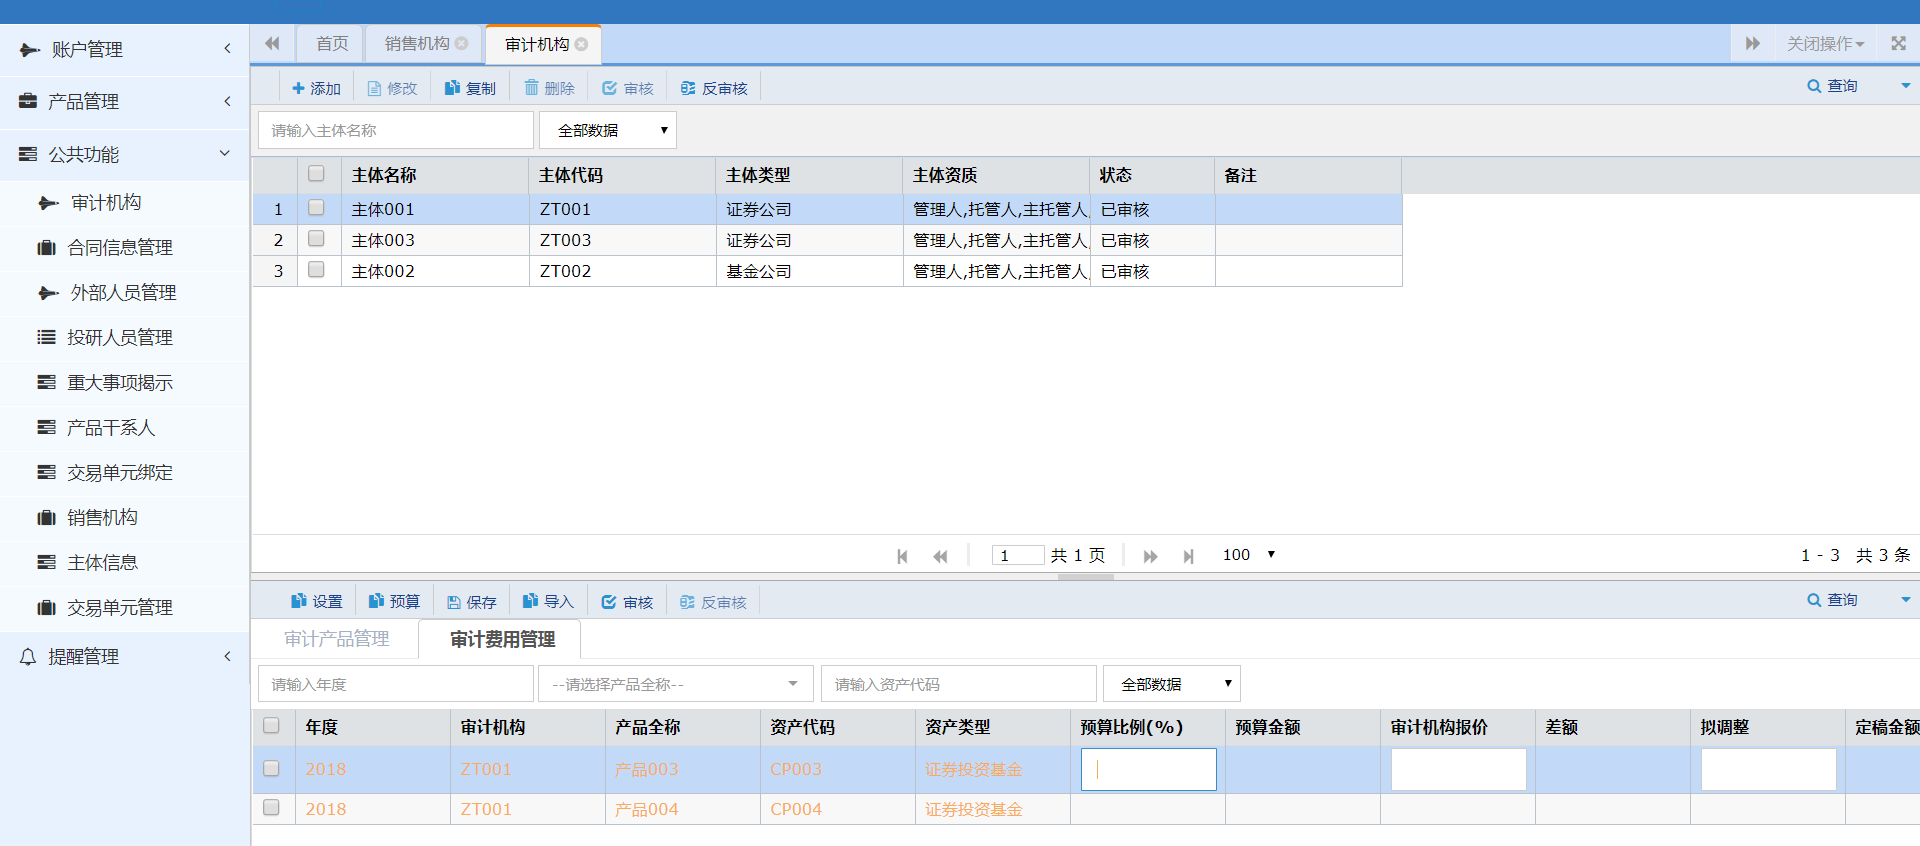 账户管理
产品管理
公共功能
审计机构
合同信息管理
外部人员管理
投研人员管理
重大事项揭示
产品干系人
交易单元绑定
销售机构
主体信息
交易单元管理
提醒管理
首页 销售机构 审计机构 关闭操作
添加 修改 复制 删除 审核 反审核 查询
请输入主体名称 全部数据
主体名称 主体代码 主体类型 主体资质 状态 备注
1 主体001 ZT001 证券公司 管理人,托管人,主托管人, 已审核
2 主体003 ZT003 证券公司 管理人,托管人,主托管人, 已审核
3 主体002 ZT002 基金公司 管理人,托管人,主托管人, 已审核
1 共 1 页 100 1 - 3 共 3 条
设置 预算 保存 导入 审核 反审核 查询
审计产品管理 审计费用管理
请输入年度 --请选择产品全称-- 请输入资产代码 全部数据
年度 审计机构 产品全称 资产代码 资产类型 预算比例(%) 预算金额 审计机构报价 差额 拟调整 定稿金额
2018 ZT001 产品003 CP003 证券投资基金
2018 ZT001 产品004 CP004 证券投资基金